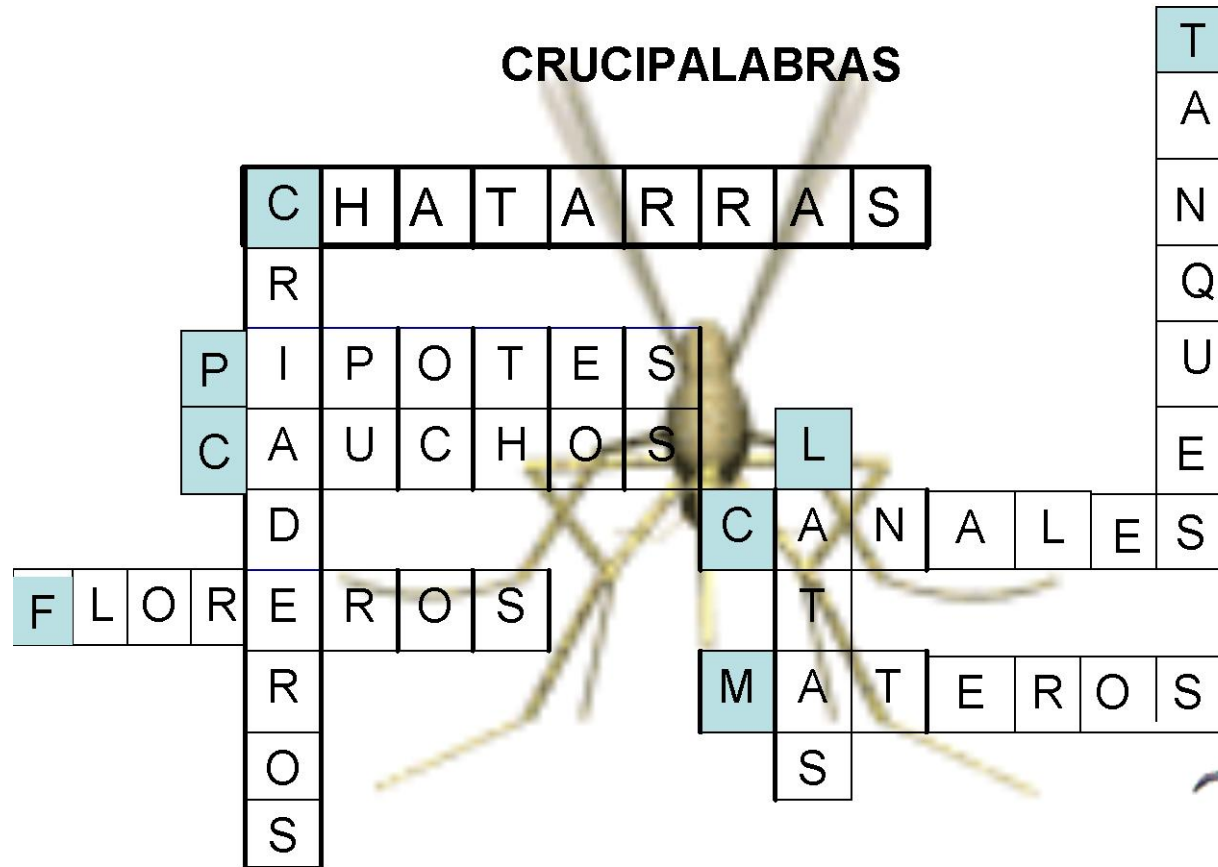 CRUCIPALABRAS
TANQUES
CHATARRAS
CRIADEROS
PIPOTES
CAUCHOS
LATAS
CANALES
FLOREROS
MATEROS